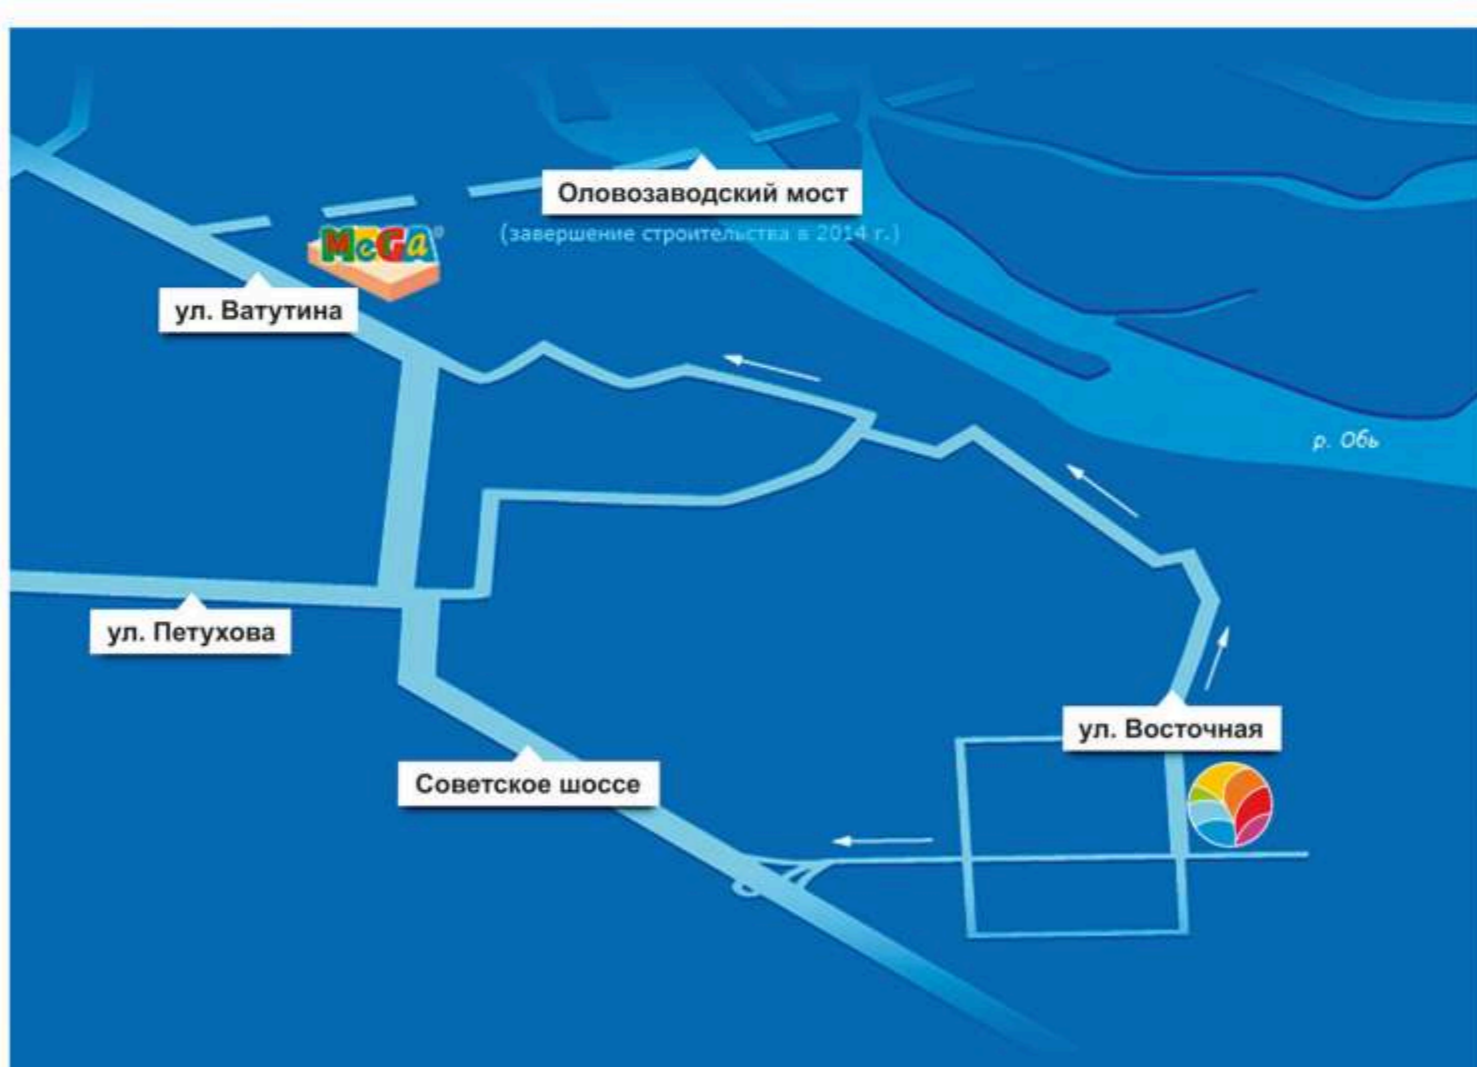 Оловозаводский мост
(завершение строительства в 2014 г.)
MeGa®
ул. Ватутина
р. Обь
ул. Петухова
ул. Восточная
Советское шоссе